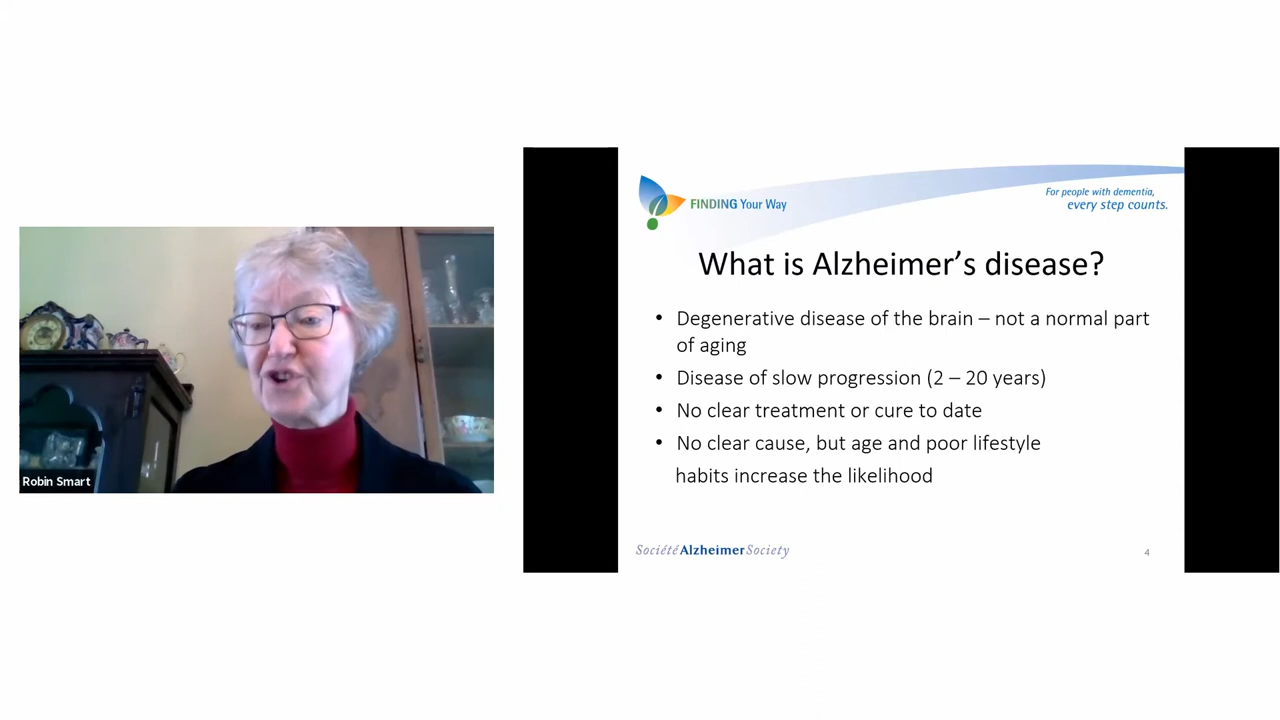 Robin Smart
FINDING Your Way
For people with dementia,
every step counts.
What is Alzheimer’s disease?
• Degenerative disease of the brain – not a normal part
of aging
• Disease of slow progression (2 – 20 years)
• No clear treatment or cure to date
• No clear cause, but age and poor lifestyle
habits increase the likelihood
Société Alzheimer Society
4